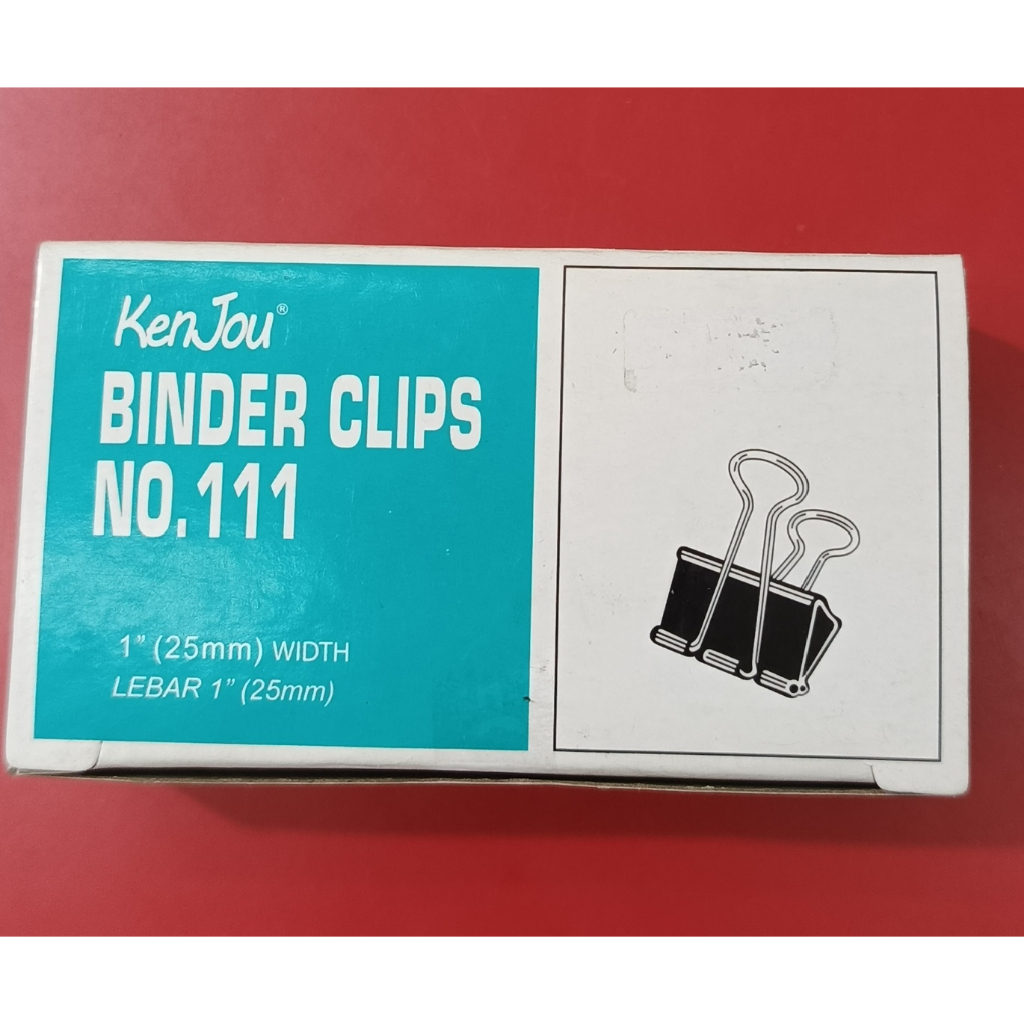 KenJou®
BINDER CLIPS
NO.111
1” (25mm) WIDTH
LEBAR 1” (25mm)